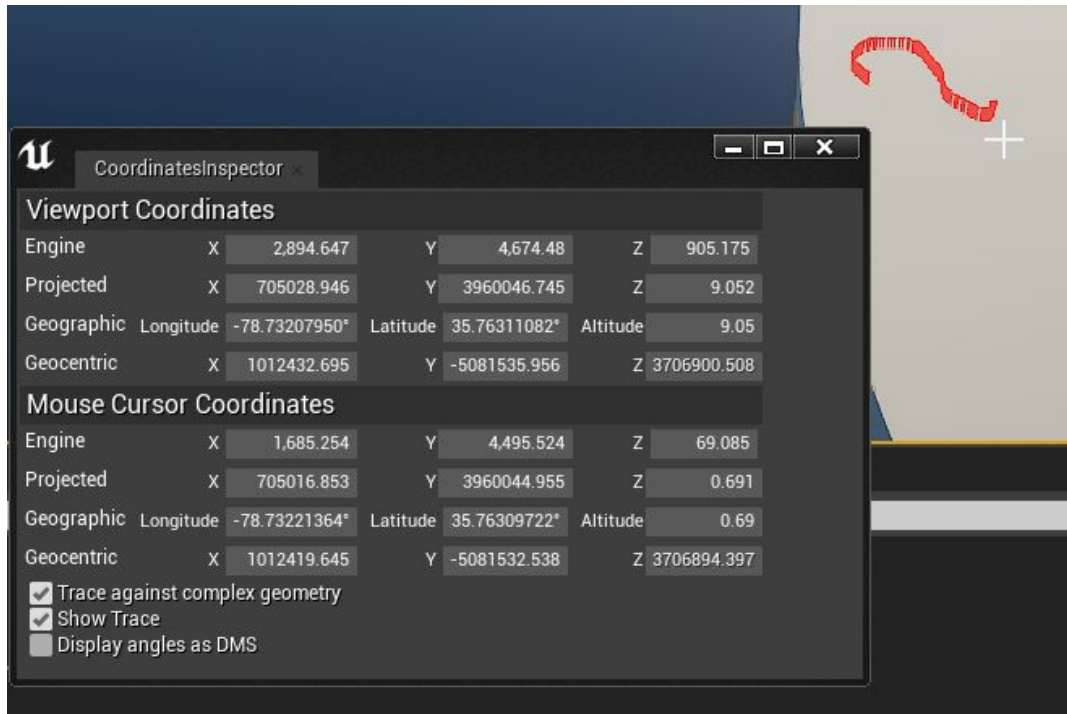 CoordinatesInspector
Viewport Coordinates
Engine X 2,894.647 Y 4,674.48 Z 905.175
Projected X 705028.946 Y 3960046.745 Z 9.052
Geographic Longitude -78.73207950° Latitude 35.76311082° Altitude 9.05
Geocentric X 1012432.695 Y -5081535.956 Z 3706900.508
Mouse Cursor Coordinates
Engine X 1,685.254 Y 4,495.524 Z 69.085
Projected X 705016.853 Y 3960044.955 Z 0.691
Geographic Longitude -78.73221364° Latitude 35.76309722° Altitude 0.69
Geocentric X 1012419.645 Y -5081532.538 Z 3706894.397
Trace against complex geometry
Show Trace
Display angles as DMS